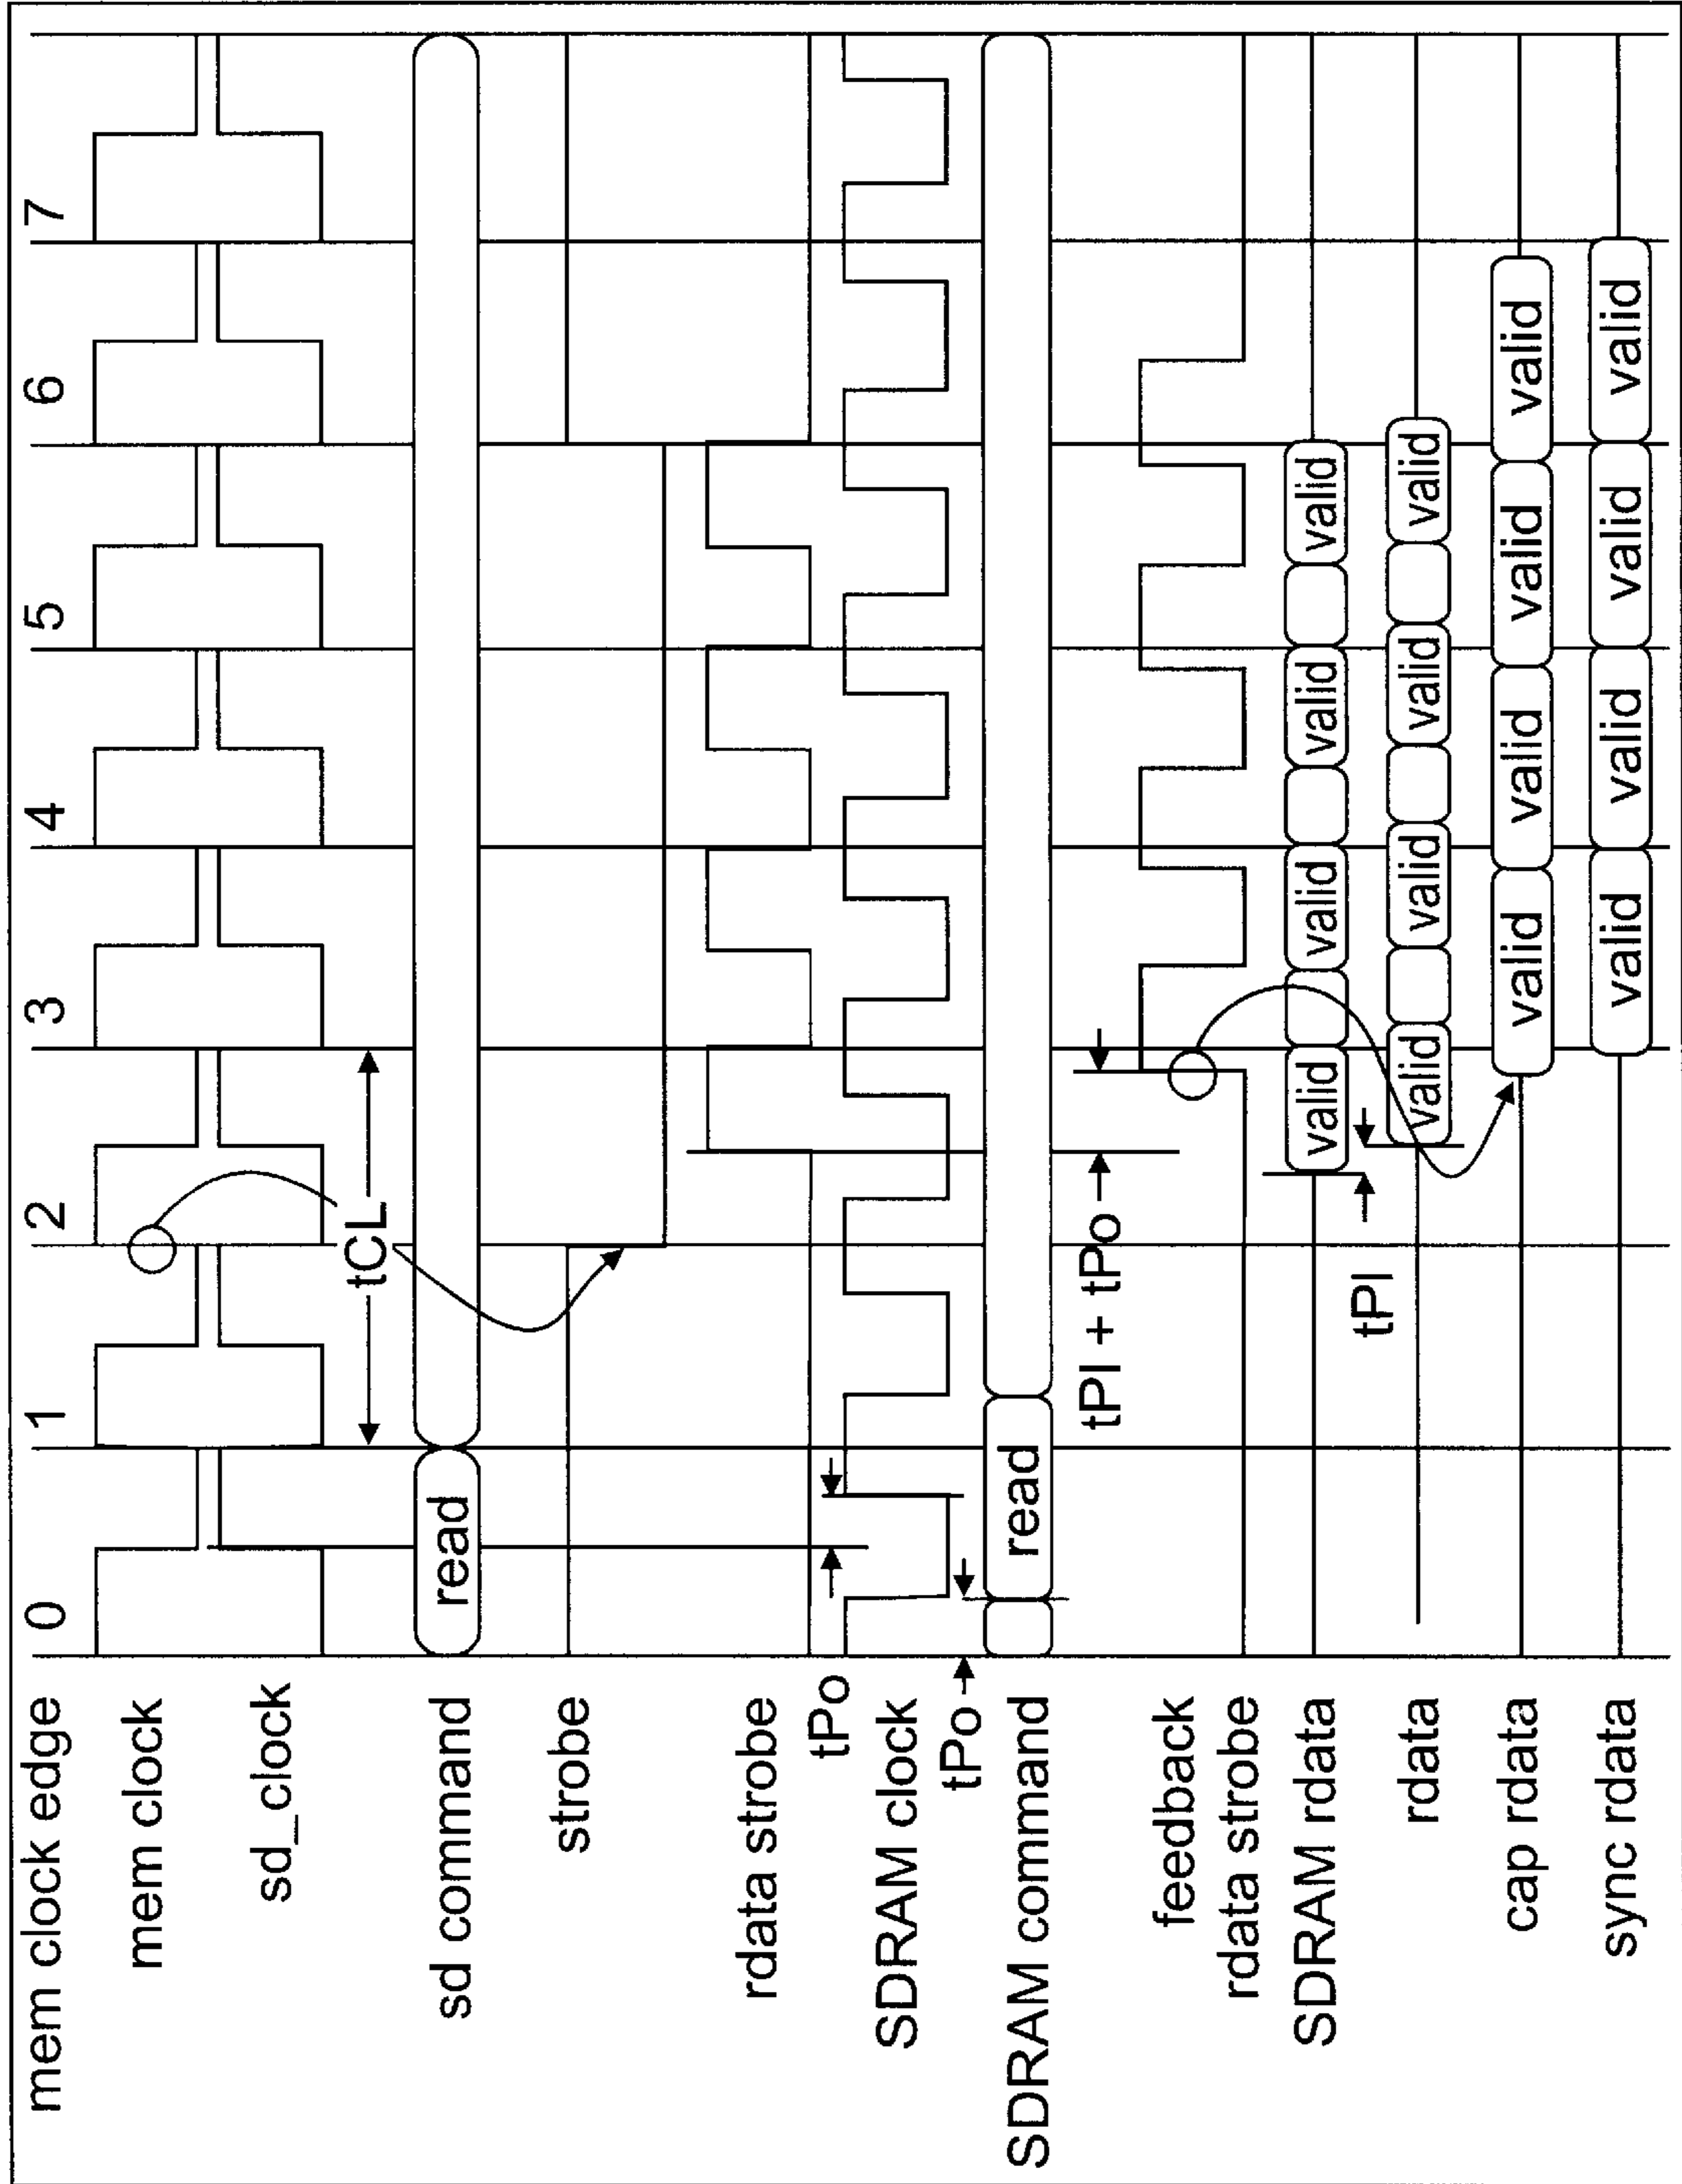 mem clock edge 0 1 2 3 4 5 6 7
mem clock
sd_clock
tCL
sd command read
strobe
rdata strobe
tPo
SDRAM clock
tPo
SDRAM command read
tPI + tPo
feedback
rdata strobe
SDRAM rdata valid valid valid valid
tPI
rdata valid valid valid valid
cap rdata valid valid valid valid
sync rdata valid valid valid valid